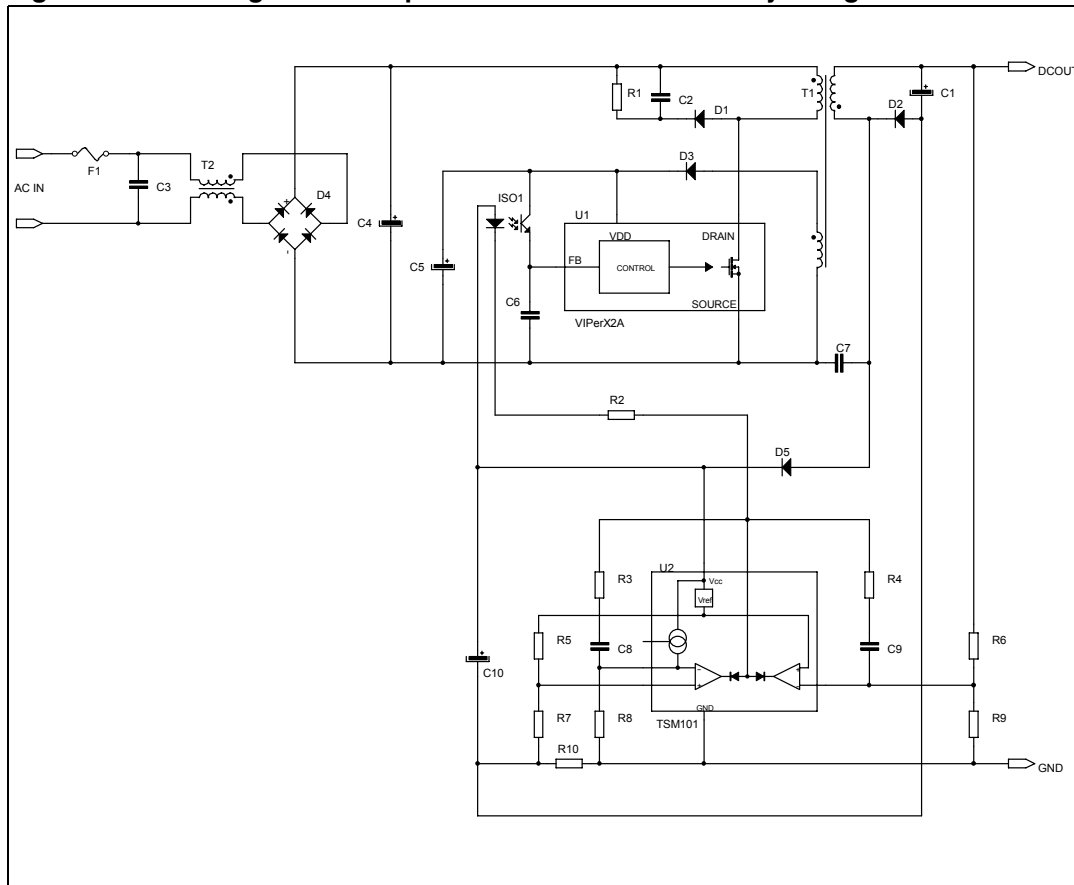 DCOUT
R1
C2
D1
T1
C1
D2
F1
T2
AC IN
C3
D4
+
-
D3
ISO1
U1
C4
VDD
DRAIN
C5
FB
CONTROL
C6
SOURCE
VIPerX2A
C7
R2
D5
U2
R3
Vcc
R4
Vref
R5
C8
C9
R6
C10
GND
R7
R8
TSM101
R9
R10
GND